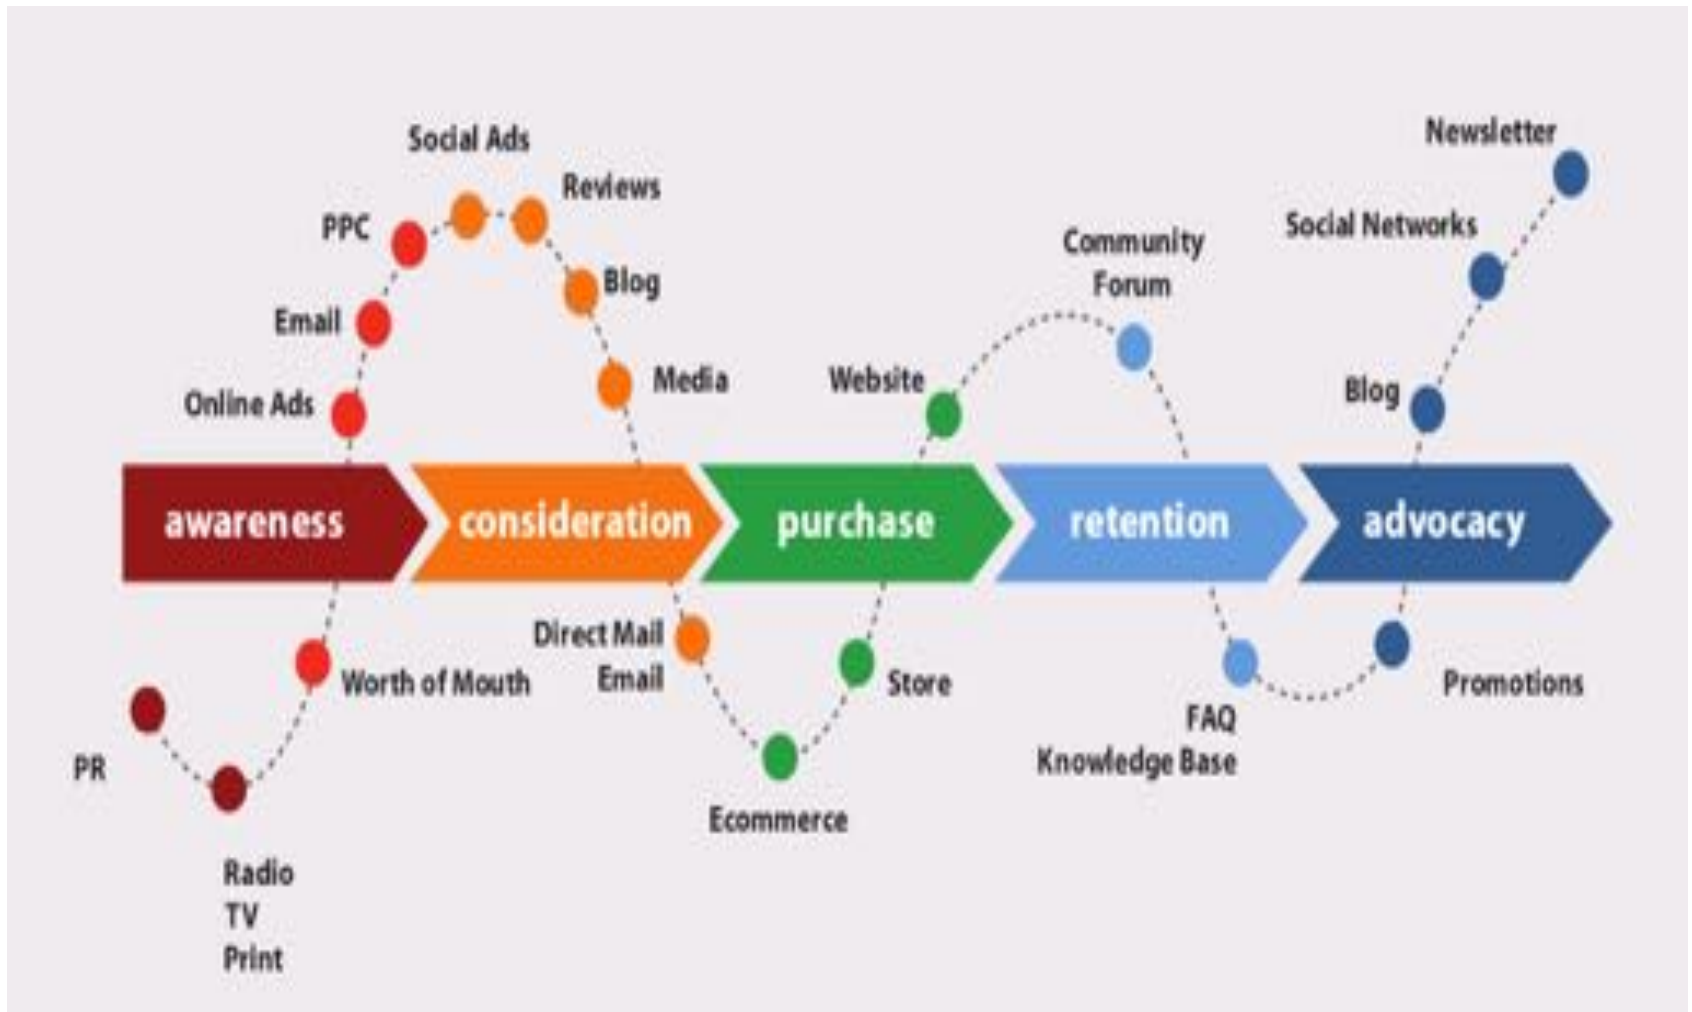 Social Ads
Reviews
PPC
Blog
Email
Media
Online Ads
Newsletter
Social Networks
Community
Forum
Website
Blog
awareness
consideration
purchase
retention
advocacy
Direct Mail
Email
Worth of Mouth
Store
Promotions
PR
FAQ
Knowledge Base
Ecommerce
Radio
TV
Print